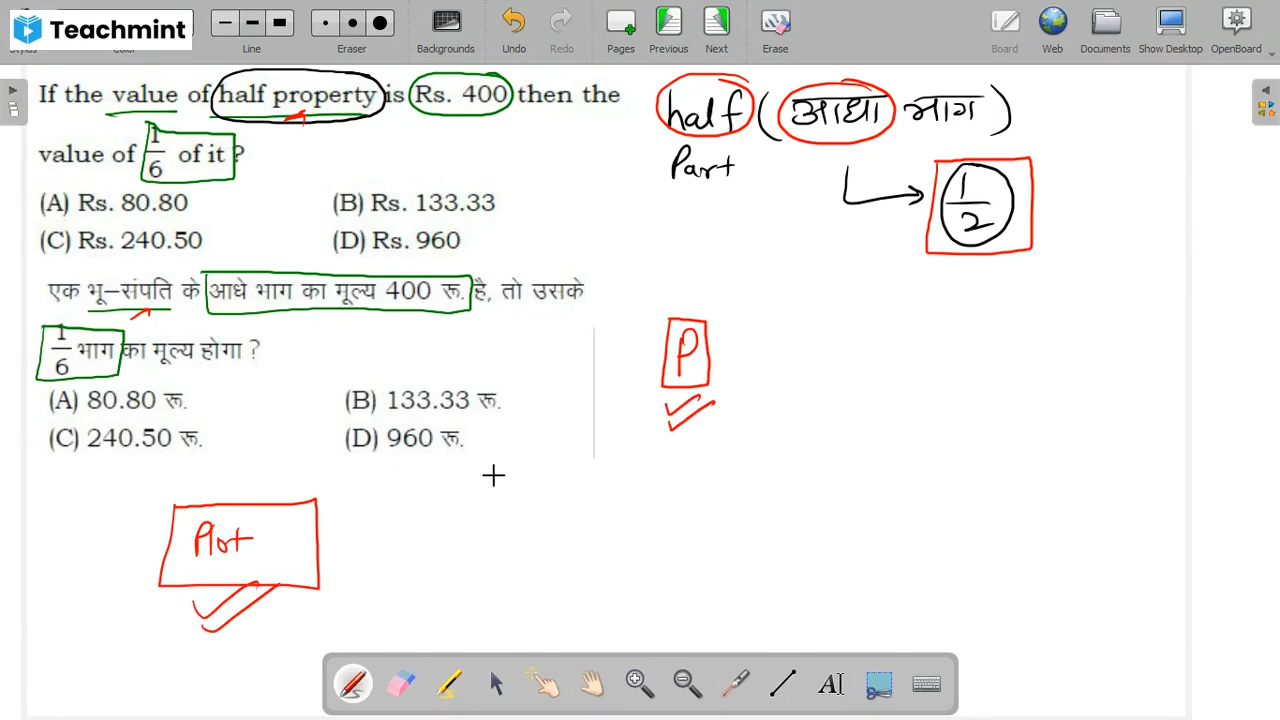 Teachmint
Line Eraser Backgrounds Undo Redo Pages Previous Next Erase Board Web Documents Show Desktop OpenBoard
If the value of half property is Rs. 400 then the
value of 1/6 of it ?
(A) Rs. 80.80 (B) Rs. 133.33
(C) Rs. 240.50 (D) Rs. 960
एक भू–संपति के आधे भाग का मूल्य 400 रू. है, तो उसके
1/6 भाग का मूल्य होगा ?
(A) 80.80 रू. (B) 133.33 रू.
(C) 240.50 रू. (D) 960 रू.
half (आधा भाग)
Part
1/2
P
Plot